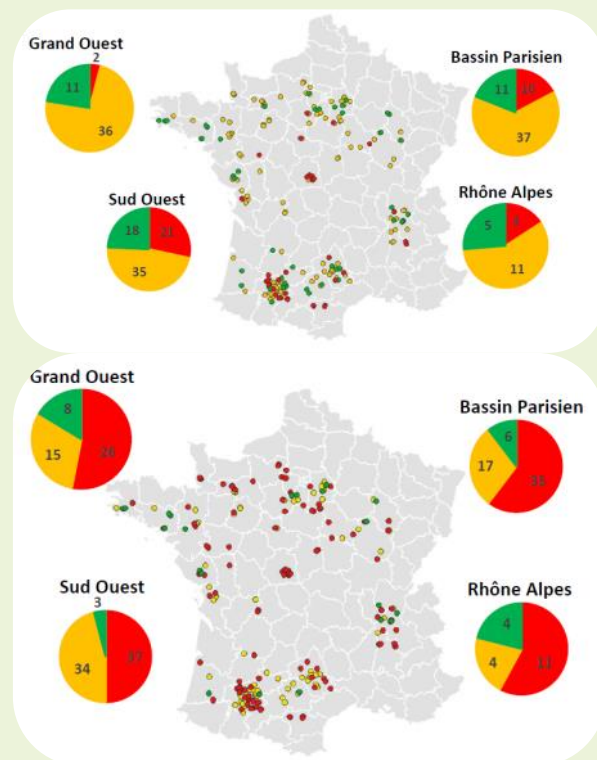 Grand Ouest
2
11
36
Bassin Parisien
11 10
37
Sud Ouest
18 21
35
Rhône Alpes
5 3
11
Grand Ouest
8
15 26
Bassin Parisien
6
17 35
Sud Ouest
3
34 37
Rhône Alpes
4
4 11